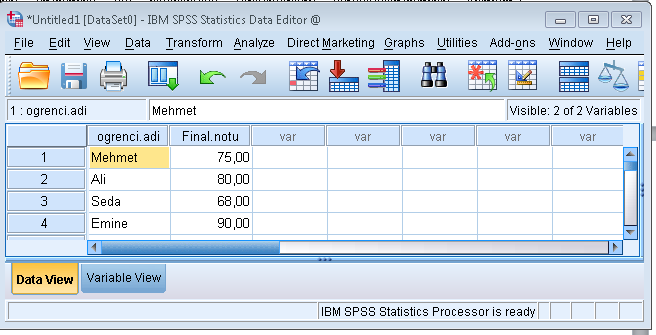 *Untitled1 [DataSet0] - IBM SPSS Statistics Data Editor @
File Edit View Data Transform Analyze Direct Marketing Graphs Utilities Add-ons Window Help
1 : ogrenci.adi Mehmet Visible: 2 of 2 Variables
ogrenci.adi Final.notu var var var var var
1 Mehmet 75,00
2 Ali 80,00
3 Seda 68,00
4 Emine 90,00
Data View Variable View
IBM SPSS Statistics Processor is ready